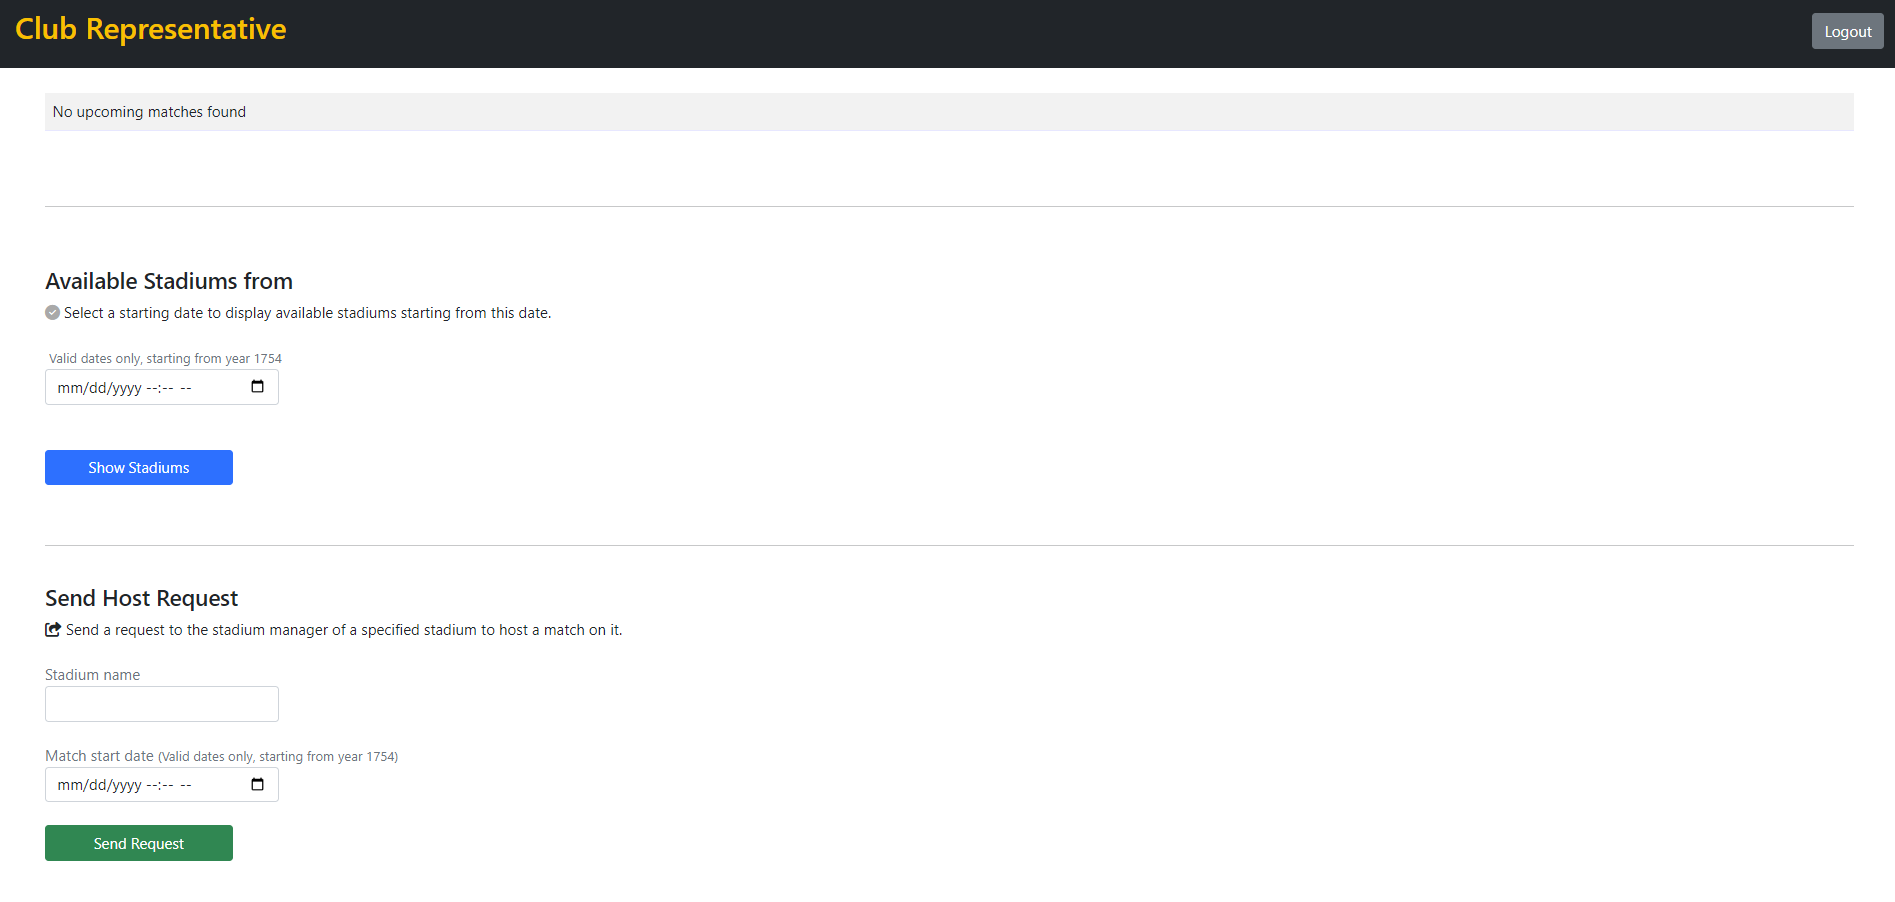 Club Representative
Logout
No upcoming matches found
Available Stadiums from
Select a starting date to display available stadiums starting from this date.
Valid dates only, starting from year 1754
mm/dd/yyyy --:-- --
Show Stadiums
Send Host Request
Send a request to the stadium manager of a specified stadium to host a match on it.
Stadium name
Match start date (Valid dates only, starting from year 1754)
mm/dd/yyyy --:-- --
Send Request